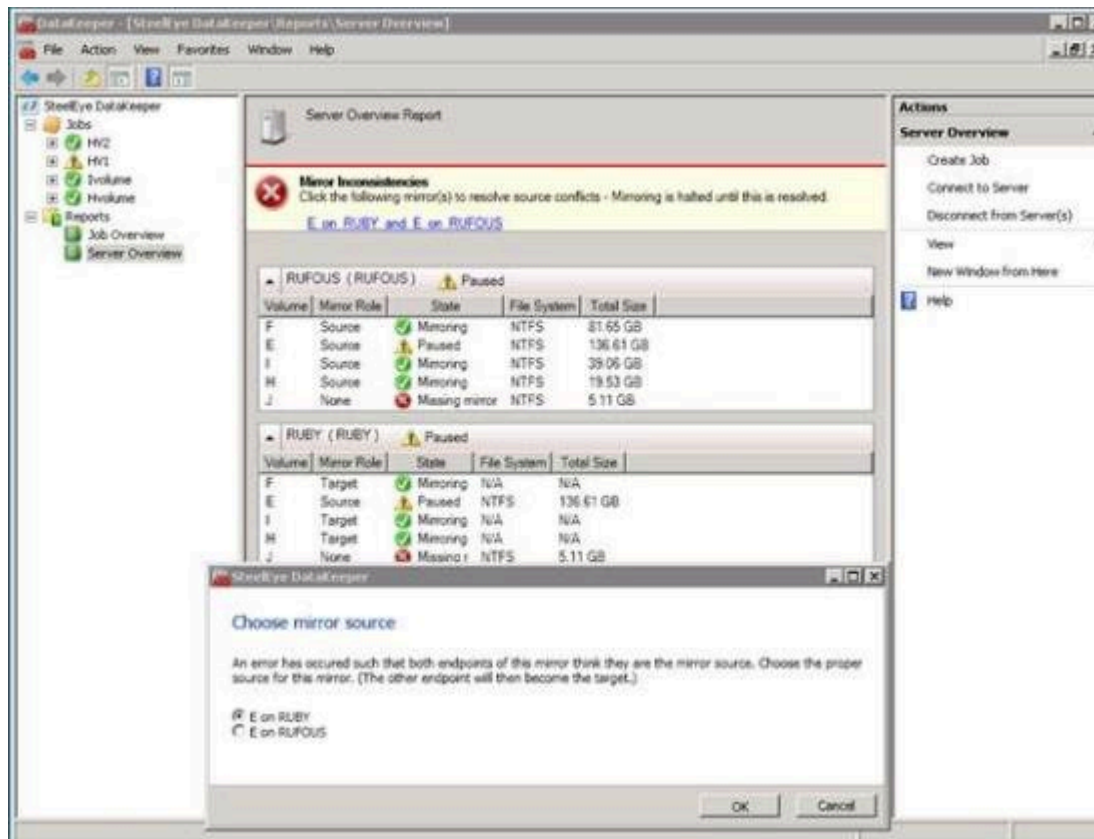 DataKeeper - [SteelEye DataKeeper\Reports\Server Overview]
File Action View Favorites Window Help
SteelEye DataKeeper
Jobs
HV2
HV1
Ivolume
Hvolume
Reports
Job Overview
Server Overview
Server Overview Report
Mirror Inconsistencies
Click the following mirror(s) to resolve source conflicts - Mirroring is halted until this is resolved.
E on RUBY and E on RUFOUS
RUFOUS (RUFOUS) Paused
Volume Mirror Role State File System Total Size
F Source Mirroring NTFS 81.65 GB
E Source Paused NTFS 136.61 GB
I Source Mirroring NTFS 39.06 GB
H Source Mirroring NTFS 19.53 GB
J None Missing mirror NTFS 5.11 GB
RUBY (RUBY) Paused
Volume Mirror Role State File System Total Size
F Target Mirroring N/A N/A
E Source Paused NTFS 136.61 GB
I Target Mirroring N/A N/A
H Target Mirroring N/A N/A
J None Missing r NTFS 5.11 GB
Actions
Server Overview
Create Job
Connect to Server
Disconnect from Server(s)
View
New Window from Here
Help
SteelEye DataKeeper
Choose mirror source
An error has occured such that both endpoints of this mirror think they are the mirror source. Choose the proper
source for this mirror. (The other endpoint will then become the target.)
E on RUBY
E on RUFOUS
OK Cancel